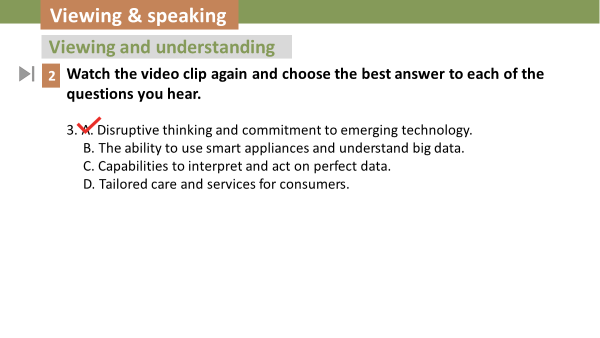 Viewing & speaking
Viewing and understanding
2 Watch the video clip again and choose the best answer to each of the
questions you hear.
3. A. Disruptive thinking and commitment to emerging technology.
B. The ability to use smart appliances and understand big data.
C. Capabilities to interpret and act on perfect data.
D. Tailored care and services for consumers.